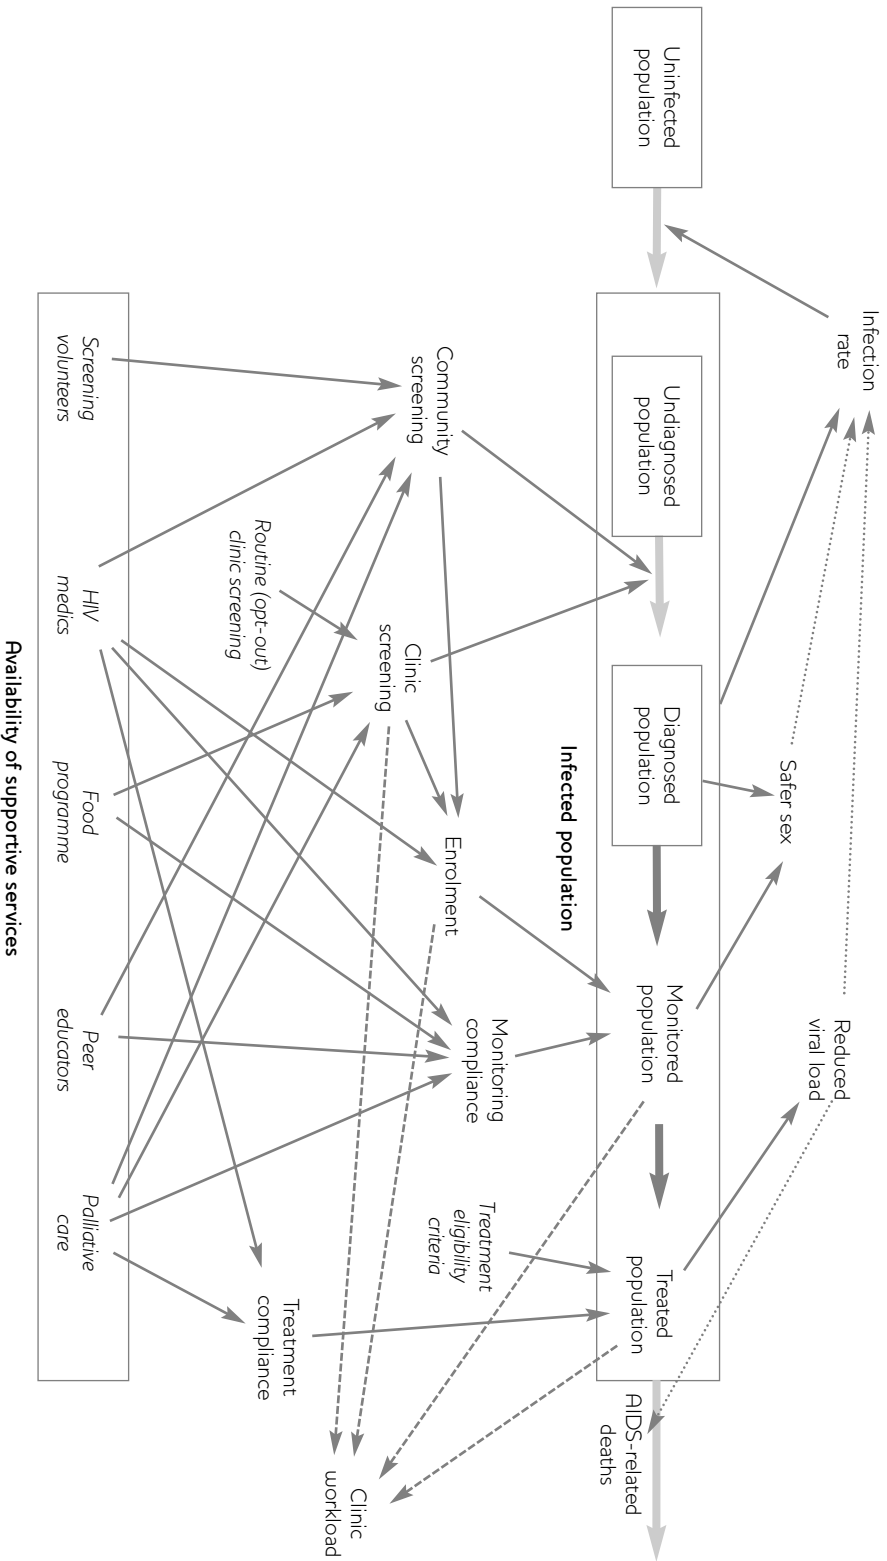 Infection
rate
Safer sex
Reduced
viral load
Uninfected
population
Undiagnosed
population
Diagnosed
population
Monitored
population
Treated
population
AIDS-related
deaths
Infected population
Community
screening
Clinic
screening
Routine (opt-out)
clinic screening
Enrolment
Monitoring
compliance
Treatment
eligibility
criteria
Treatment
compliance
Clinic
workload
Screening
volunteers
HIV
medics
Food
programme
Peer
educators
Palliative
care
Availability of supportive services